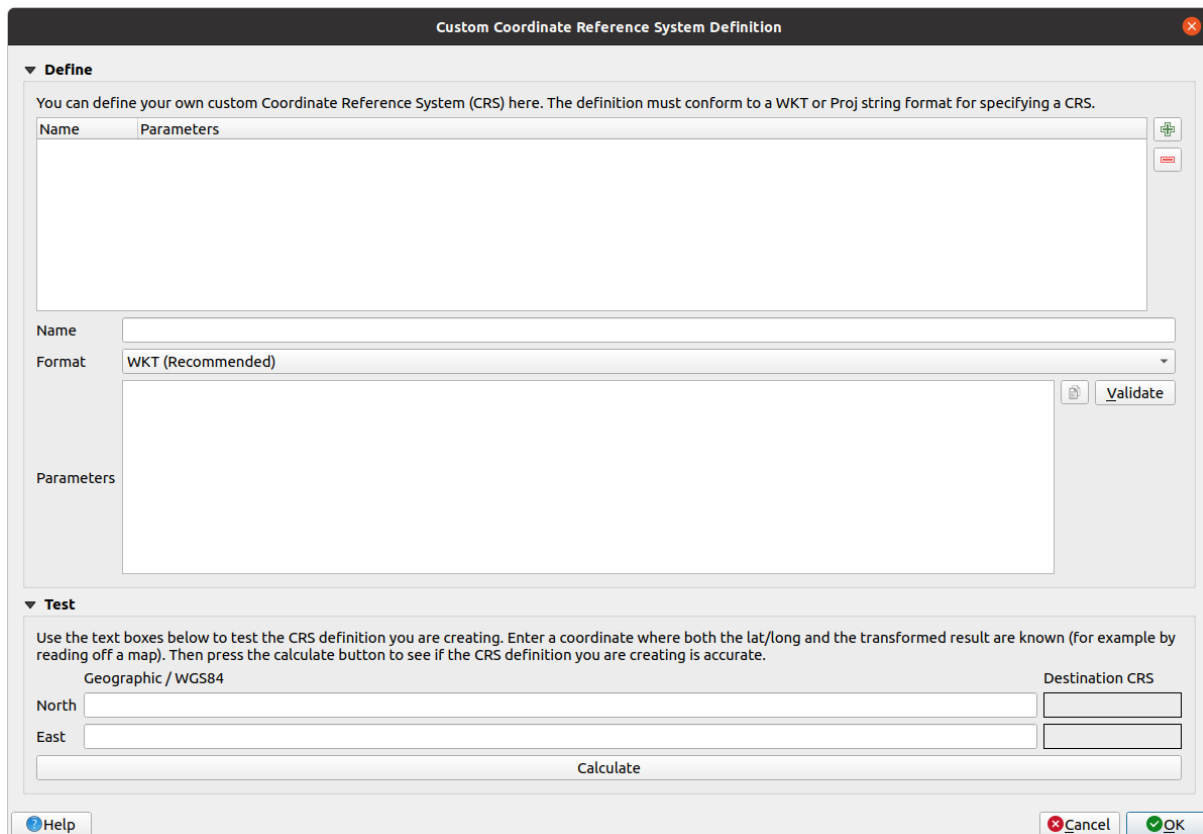 Custom Coordinate Reference System Definition
Define
You can define your own custom Coordinate Reference System (CRS) here. The definition must conform to a WKT or Proj string format for specifying a CRS.
Name Parameters
Name
Format WKT (Recommended)
Validate
Parameters
Test
Use the text boxes below to test the CRS definition you are creating. Enter a coordinate where both the lat/long and the transformed result are known (for example by
reading off a map). Then press the calculate button to see if the CRS definition you are creating is accurate.
Geographic / WGS84 Destination CRS
North
East
Calculate
Help Cancel OK